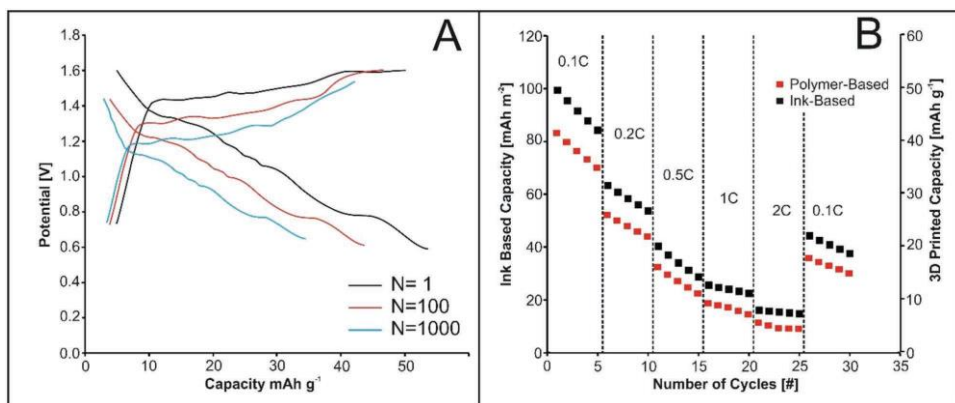 A
Potential [V]
1.8
1.6
1.4
1.2
1.0
0.8
0.6
0.4
0.2
0.0
N= 1
N=100
N=1000
0
10
20
30
40
50
60
Capacity mAh g⁻¹
B
Ink Based Capacity [mAh m⁻²]
120
100
80
60
40
20
0
0.1C
0.2C
0.5C
1C
2C
0.1C
Polymer-Based
Ink-Based
0
5
10
15
20
25
30
35
Number of Cycles [#]
60
50
40
30
20
10
0
3D Printed Capacity [mAh g⁻¹]